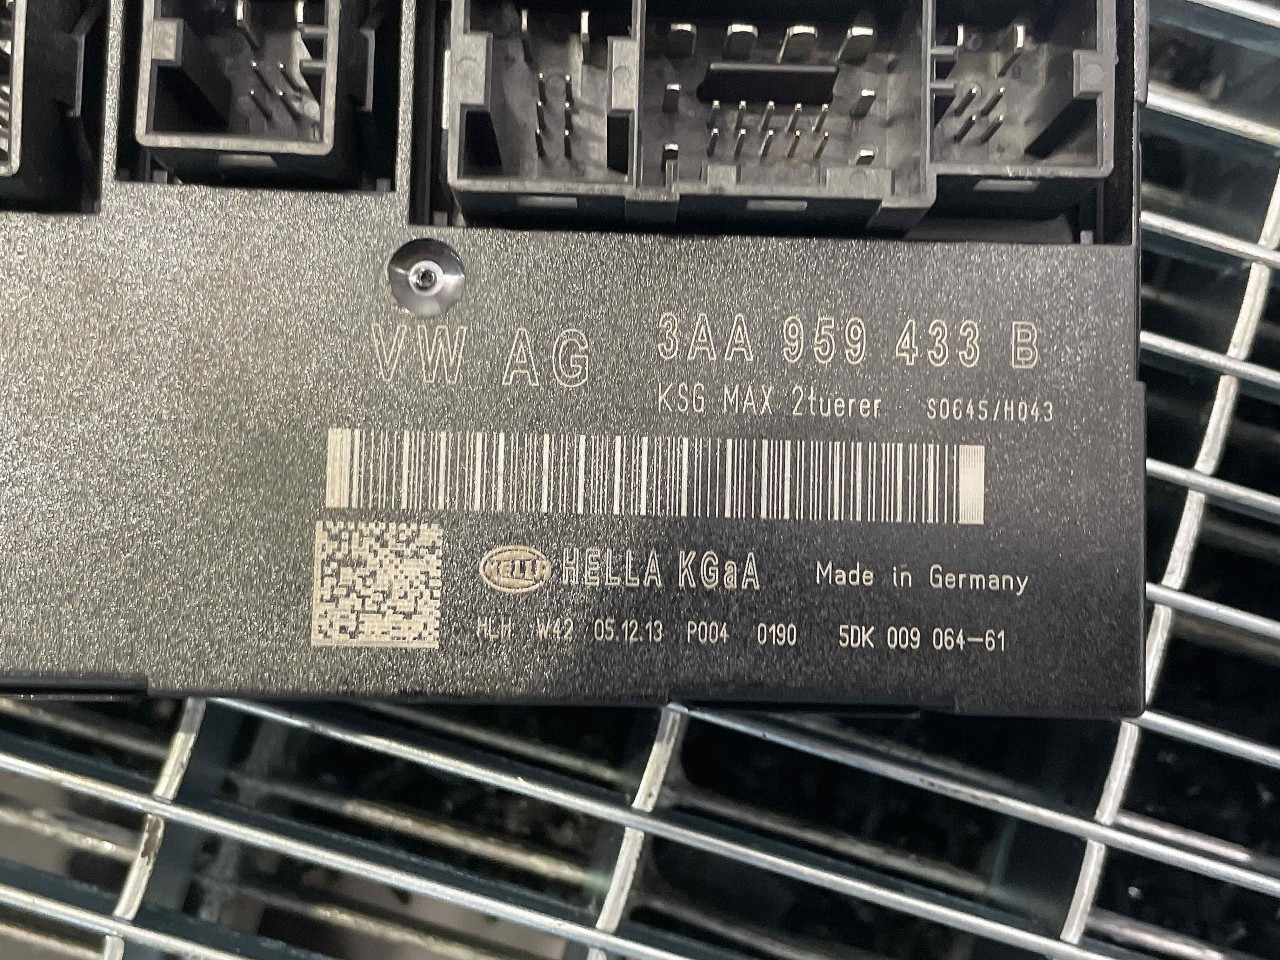 VW AG 3AA 959 433 B
KSG MAX 2tuerer S0645/H043
HELLA HELLA KGaA Made in Germany
HLH W42 05.12.13 P004 0190 5DK 009 064-61